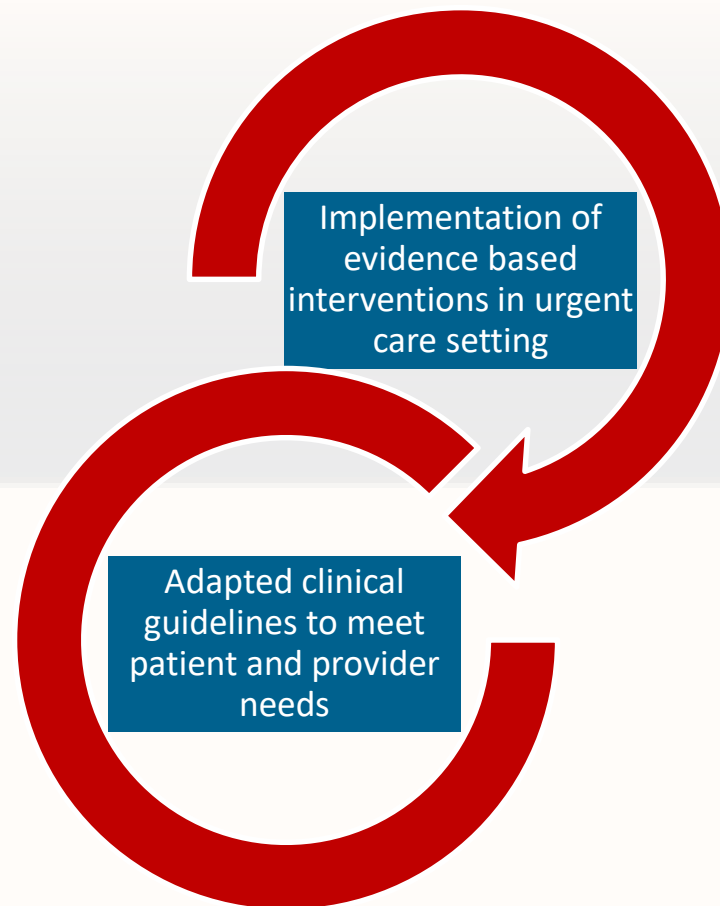 Implementation of
evidence based
interventions in urgent
care setting
Adapted clinical
guidelines to meet
patient and provider
needs